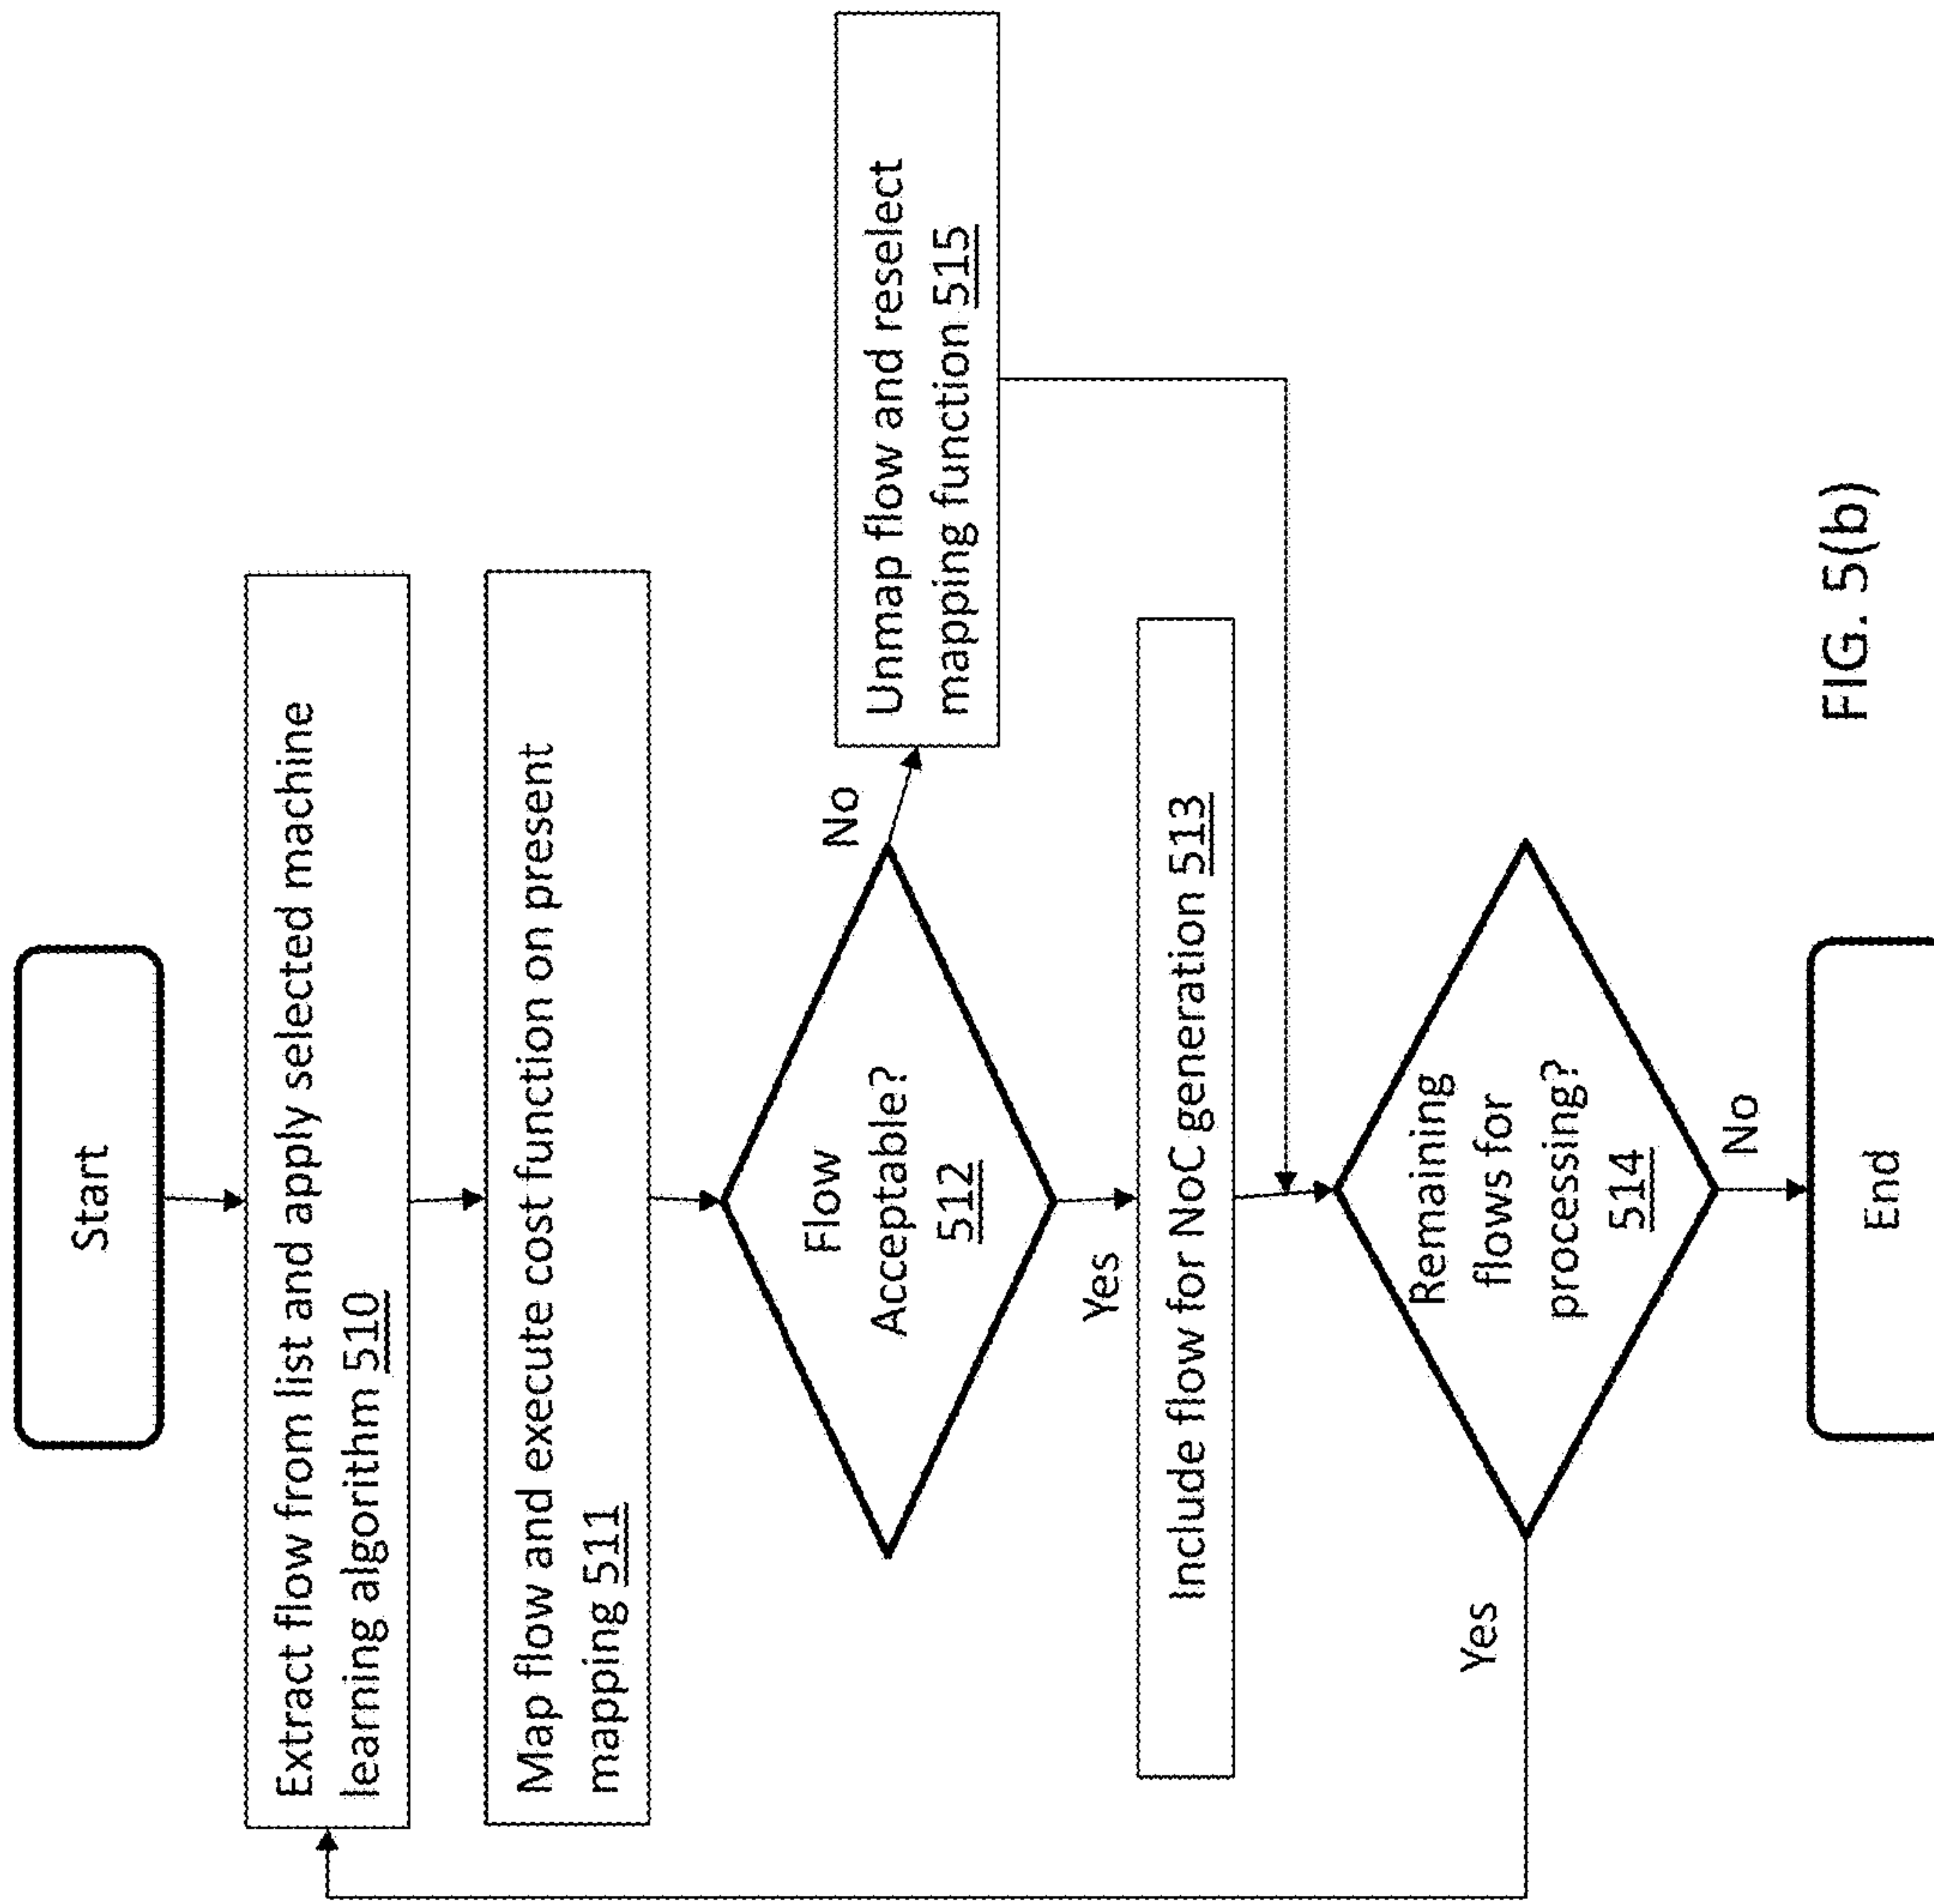 Start
Extract flow from list and apply selected machine
learning algorithm 510
Map flow and execute cost function on present
mapping 511
Flow
Acceptable?
512
No
Unmap flow and reselect
mapping function 515
Yes
Include flow for NoC generation 513
Remaining
flows for
processing?
514
Yes
No
End
FIG. 5(b)